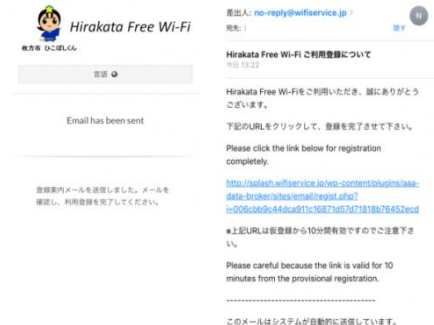 Hirakata Free Wi-Fi
枚方市 ひこぼしくん
言語
Email has been sent
登録案内メールを送信しました。メールを
確認し、利用登録を完了してください。
差出人: no-reply@wifiservice.jp
N
宛先:
隠す
Hirakata Free Wi-Fi ご利用登録について
今日 13:22
Hirakata Free Wi-Fiをご利用いただき、誠にありがとう
ございます。
下記のURLをクリックして、登録を完了させて下さい。
Please click the link below for registration
completely.
http://splash.wifiservice.jp/wp-content/plugins/aaa-
data-broker/sites/email/regist.php?
i=006cbb9c44dca911c16871d57d71818b76452ecd
※上記URLは仮登録から10分間有効ですのでご注意下さ
い。
Please careful because the link is valid for 10
minutes from the provisional registration.
----------------------------------------
このメールはシステムが自動的に送信しています。